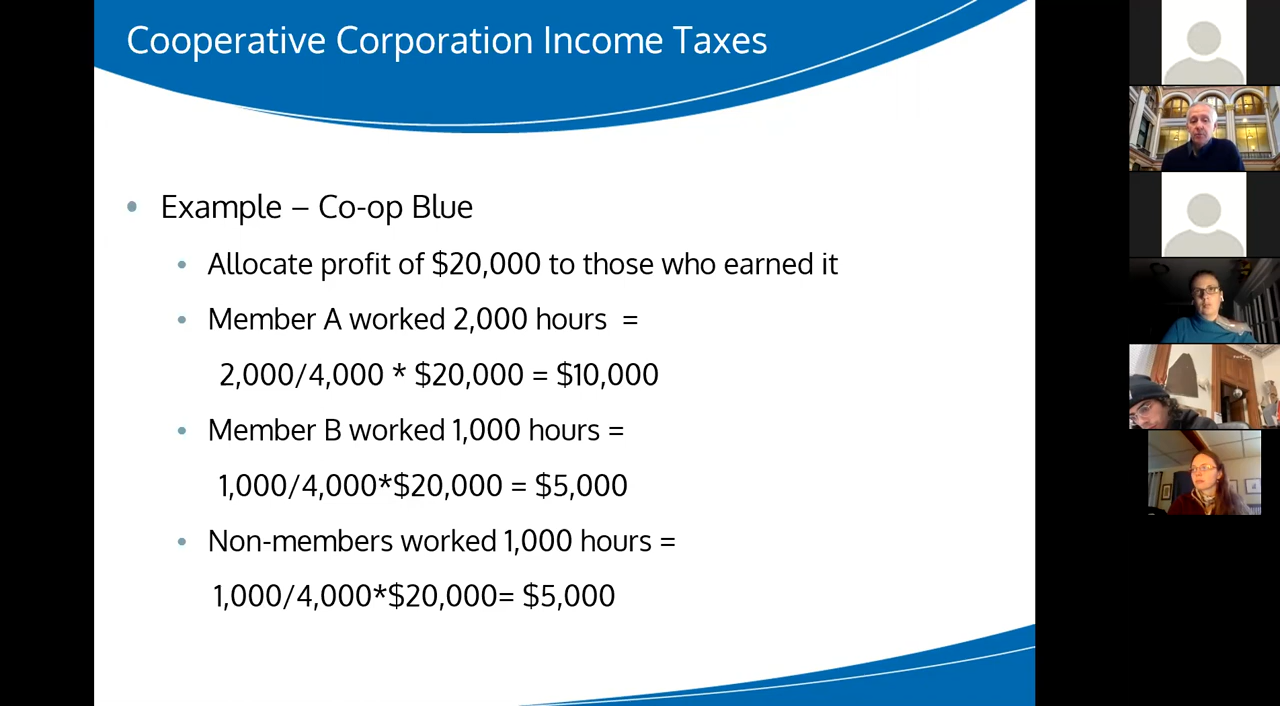 Cooperative Corporation Income Taxes
• Example – Co-op Blue
• Allocate profit of $20,000 to those who earned it
• Member A worked 2,000 hours =
2,000/4,000 * $20,000 = $10,000
• Member B worked 1,000 hours =
1,000/4,000*$20,000 = $5,000
• Non-members worked 1,000 hours =
1,000/4,000*$20,000= $5,000